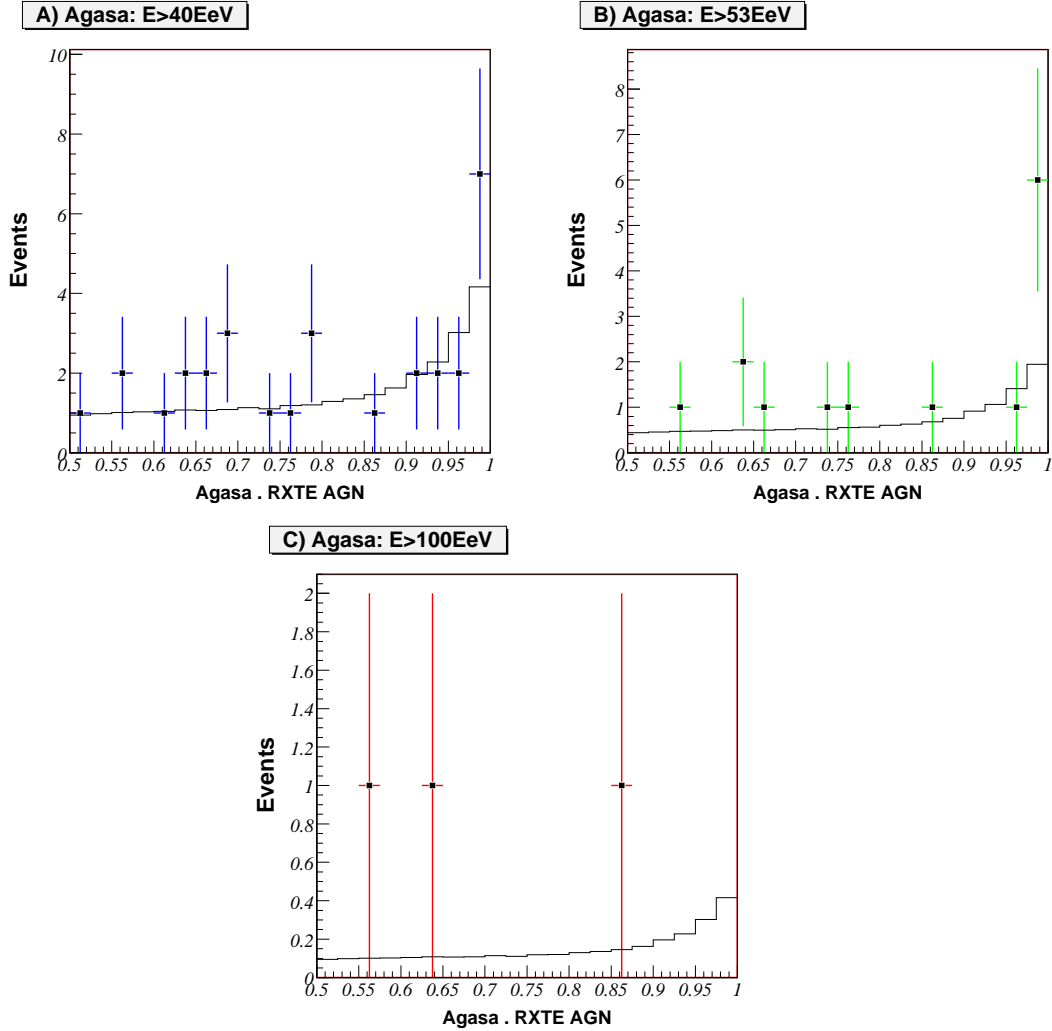 A) Agasa: E>40EeV
10
8
6
4
2
0
Events
0.5 0.55 0.6 0.65 0.7 0.75 0.8 0.85 0.9 0.95 1
Agasa . RXTE AGN
B) Agasa: E>53EeV
8
7
6
5
4
3
2
1
0
Events
0.5 0.55 0.6 0.65 0.7 0.75 0.8 0.85 0.9 0.95 1
Agasa . RXTE AGN
C) Agasa: E>100EeV
2
1.8
1.6
1.4
1.2
1
0.8
0.6
0.4
0.2
0
Events
0.5 0.55 0.6 0.65 0.7 0.75 0.8 0.85 0.9 0.95 1
Agasa . RXTE AGN